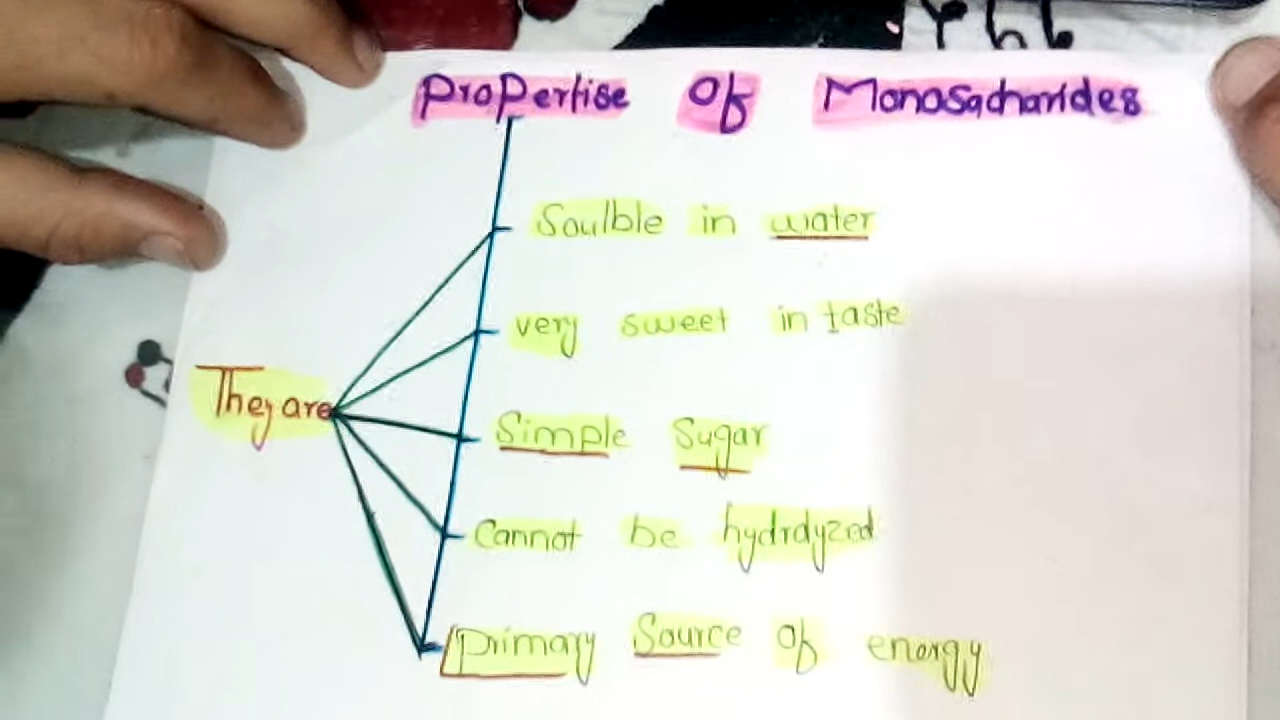 Propertise Of Monosacharides
Soulble in water
very sweet in taste
They are
Simple Sugar
Cannot be hydrolyzed
Primary Source of energy